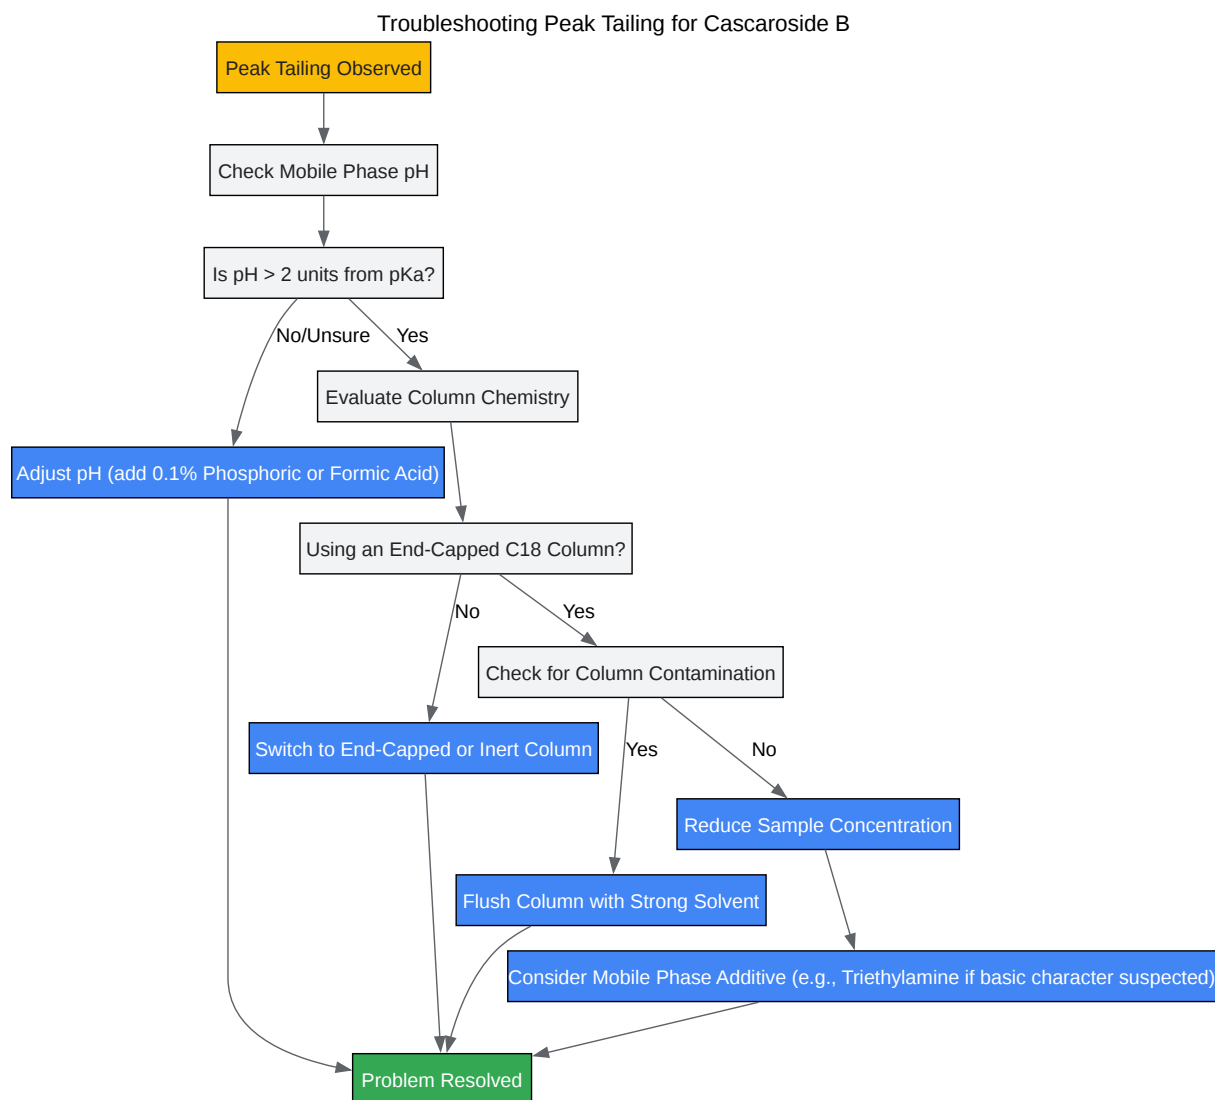 Troubleshooting Peak Tailing for Cascaroside B
Peak Tailing Observed
Check Mobile Phase pH
Is pH > 2 units from pKa?
No/Unsure
Yes
Evaluate Column Chemistry
Adjust pH (add 0.1% Phosphoric or Formic Acid)
Using an End-Capped C18 Column?
No
Yes
Check for Column Contamination
Switch to End-Capped or Inert Column
Yes
No
Reduce Sample Concentration
Flush Column with Strong Solvent
Consider Mobile Phase Additive (e.g., Triethylamine if basic character suspected)
Problem Resolved